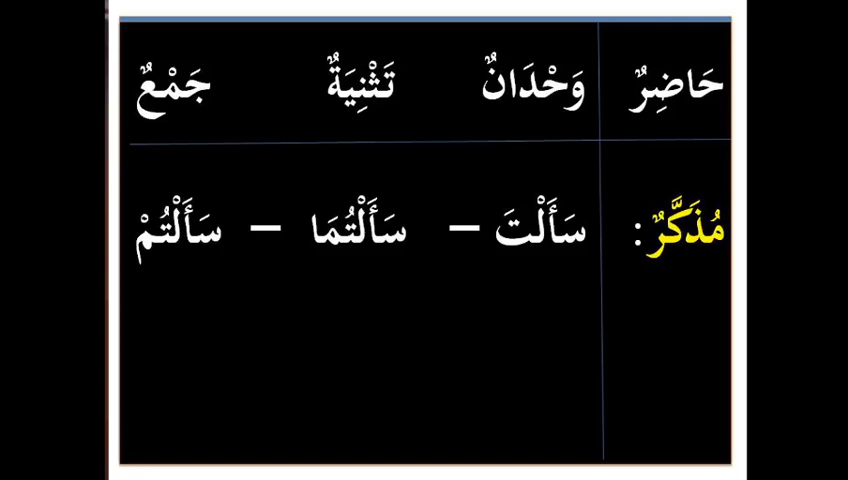 حَاضِرٌ وَحْدَانٌ تَثْنِيَةٌ جَمْعٌ
مُذَكَّرٌ : سَأَلْتَ – سَأَلْتُمَا – سَأَلْتُمْ